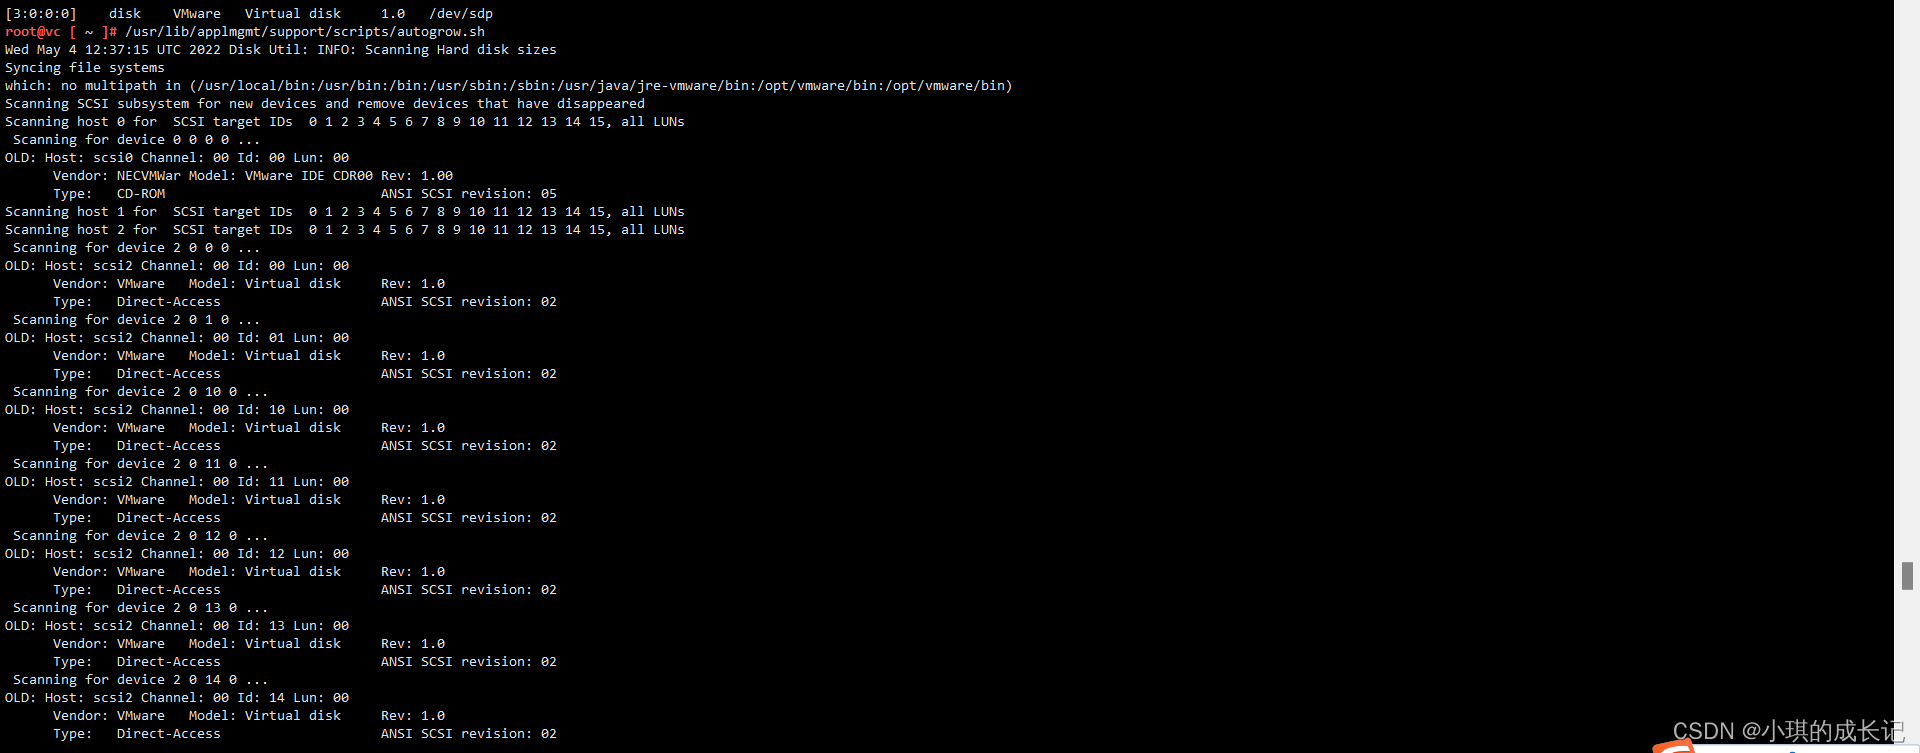 [3:0:0:0]    disk    VMware   Virtual disk     1.0   /dev/sdp
root@vc [ ~ ]# /usr/lib/applmgmt/support/scripts/autogrow.sh
Wed May 4 12:37:15 UTC 2022 Disk Util: INFO: Scanning Hard disk sizes
Syncing file systems
which: no multipath in (/usr/local/bin:/usr/bin:/bin:/usr/sbin:/sbin:/usr/java/jre-vmware/bin:/opt/vmware/bin:/opt/vmware/bin)
Scanning SCSI subsystem for new devices and remove devices that have disappeared
Scanning host 0 for  SCSI target IDs  0 1 2 3 4 5 6 7 8 9 10 11 12 13 14 15, all LUNs
 Scanning for device 0 0 0 0 ...
OLD: Host: scsi0 Channel: 00 Id: 00 Lun: 00
      Vendor: NECVMWar Model: VMware IDE CDR00 Rev: 1.00
      Type:   CD-ROM                           ANSI SCSI revision: 05
Scanning host 1 for  SCSI target IDs  0 1 2 3 4 5 6 7 8 9 10 11 12 13 14 15, all LUNs
Scanning host 2 for  SCSI target IDs  0 1 2 3 4 5 6 7 8 9 10 11 12 13 14 15, all LUNs
 Scanning for device 2 0 0 0 ...
OLD: Host: scsi2 Channel: 00 Id: 00 Lun: 00
      Vendor: VMware   Model: Virtual disk     Rev: 1.0
      Type:   Direct-Access                    ANSI SCSI revision: 02
 Scanning for device 2 0 1 0 ...
OLD: Host: scsi2 Channel: 00 Id: 01 Lun: 00
      Vendor: VMware   Model: Virtual disk     Rev: 1.0
      Type:   Direct-Access                    ANSI SCSI revision: 02
 Scanning for device 2 0 10 0 ...
OLD: Host: scsi2 Channel: 00 Id: 10 Lun: 00
      Vendor: VMware   Model: Virtual disk     Rev: 1.0
      Type:   Direct-Access                    ANSI SCSI revision: 02
 Scanning for device 2 0 11 0 ...
OLD: Host: scsi2 Channel: 00 Id: 11 Lun: 00
      Vendor: VMware   Model: Virtual disk     Rev: 1.0
      Type:   Direct-Access                    ANSI SCSI revision: 02
 Scanning for device 2 0 12 0 ...
OLD: Host: scsi2 Channel: 00 Id: 12 Lun: 00
      Vendor: VMware   Model: Virtual disk     Rev: 1.0
      Type:   Direct-Access                    ANSI SCSI revision: 02
 Scanning for device 2 0 13 0 ...
OLD: Host: scsi2 Channel: 00 Id: 13 Lun: 00
      Vendor: VMware   Model: Virtual disk     Rev: 1.0
      Type:   Direct-Access                    ANSI SCSI revision: 02
 Scanning for device 2 0 14 0 ...
OLD: Host: scsi2 Channel: 00 Id: 14 Lun: 00
      Vendor: VMware   Model: Virtual disk     Rev: 1.0
      Type:   Direct-Access                    ANSI SCSI revision: 02
CSDN @小琪的成长记